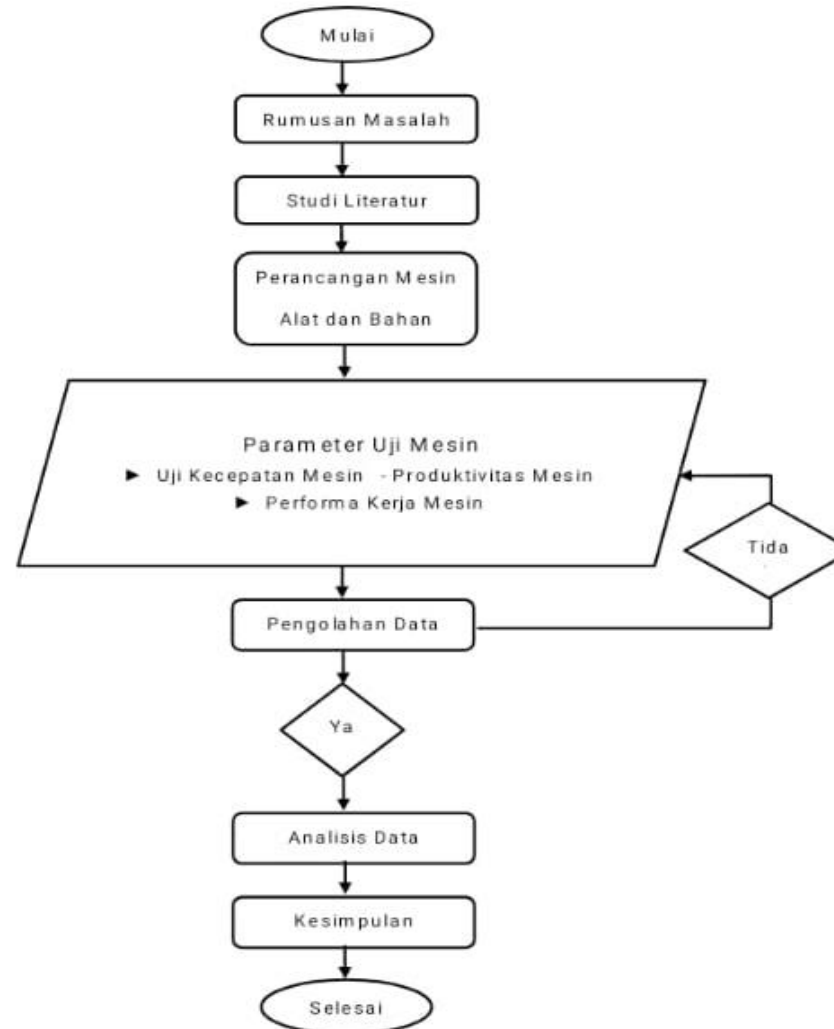 Mulai
Rumusan Masalah
Studi Literatur
Perancangan Mesin
Alat dan Bahan
Parameter Uji Mesin
► Uji Kecepatan Mesin - Produktivitas Mesin
► Performa Kerja Mesin
Tida
Pengolahan Data
Ya
Analisis Data
Kesimpulan
Selesai